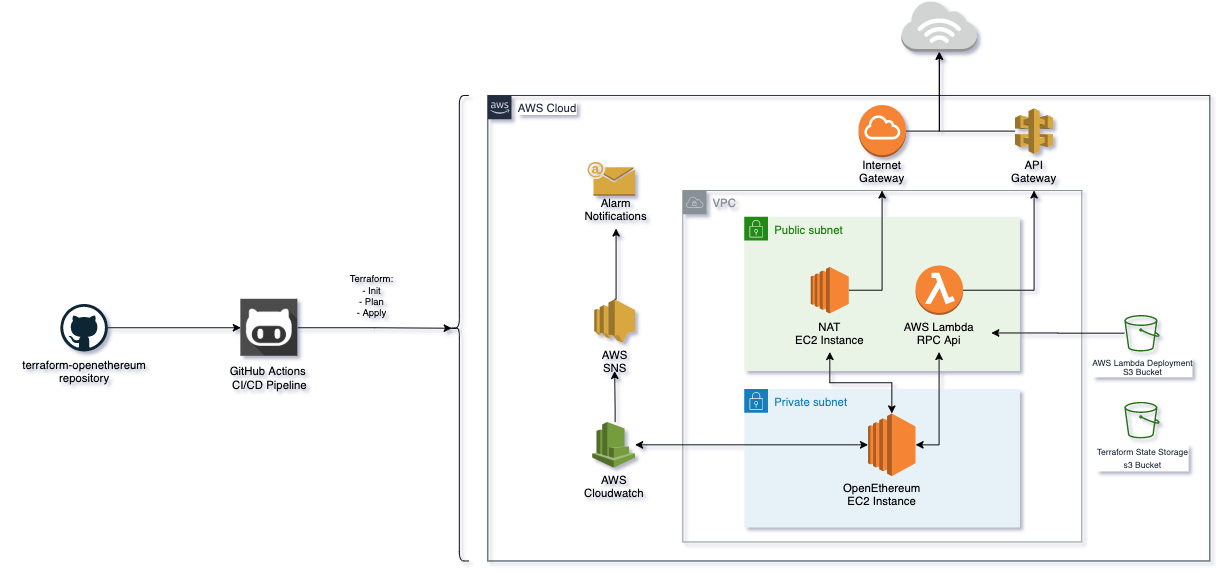 aws
AWS Cloud
Internet
Gateway
API
Gateway
@
Alarm
Notifications
VPC
Public subnet
Terraform:
- Init
- Plan
- Apply
terraform-openethereum
repository
GitHub Actions
CI/CD Pipeline
NAT
EC2 Instance
AWS Lambda
RPC Api
AWS
SNS
AWS Lambda Deployment
S3 Bucket
Private subnet
Terraform State Storage
s3 Bucket
AWS
Cloudwatch
OpenEthereum
EC2 Instance